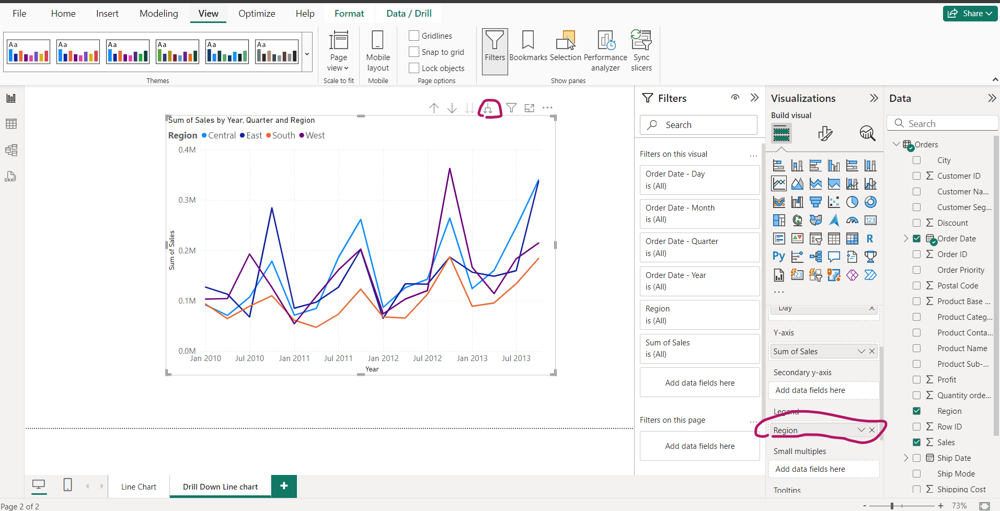 File Home Insert Modeling View Optimize Help Format Data / Drill Share
Aa Aa Aa Aa Aa Aa
Themes
Page
view
Scale to fit
Mobile
layout
Mobile
Gridlines
Snap to grid
Lock objects
Page options
Filters Bookmarks Selection Performance
analyzer Sync
slicers
Show panes
DAX
Sum of Sales by Year, Quarter and Region
Region Central East South West
0.4M
0.3M
0.2M
0.1M
0.0M
Sum of Sales
Jan 2010 Jul 2010 Jan 2011 Jul 2011 Jan 2012 Jul 2012 Jan 2013 Jul 2013
Year
Filters
Search
Filters on this visual ...
Order Date - Day
is (All)
Order Date - Month
is (All)
Order Date - Quarter
is (All)
Order Date - Year
is (All)
Region
is (All)
Sum of Sales
is (All)
Add data fields here
Filters on this page ...
Add data fields here
Visualizations
Build visual
123
R
Py
123
...
Day
Y-axis
Sum of Sales
Secondary y-axis
Add data fields here
Legend
Region
Small multiples
Add data fields here
Tooltips
Data
Search
Orders
City
Σ Customer ID
Customer Na...
Customer Seg...
Σ Discount
Order Date
Σ Order ID
Order Priority
Σ Postal Code
Σ Product Base ...
Product Categ...
Product Conta...
Product Name
Product Sub-...
Σ Profit
Σ Quantity orde...
Region
Σ Row ID
Σ Sales
Ship Date
Ship Mode
Σ Shipping Cost
Line Chart Drill Down Line chart +
Page 2 of 2
- + 73%